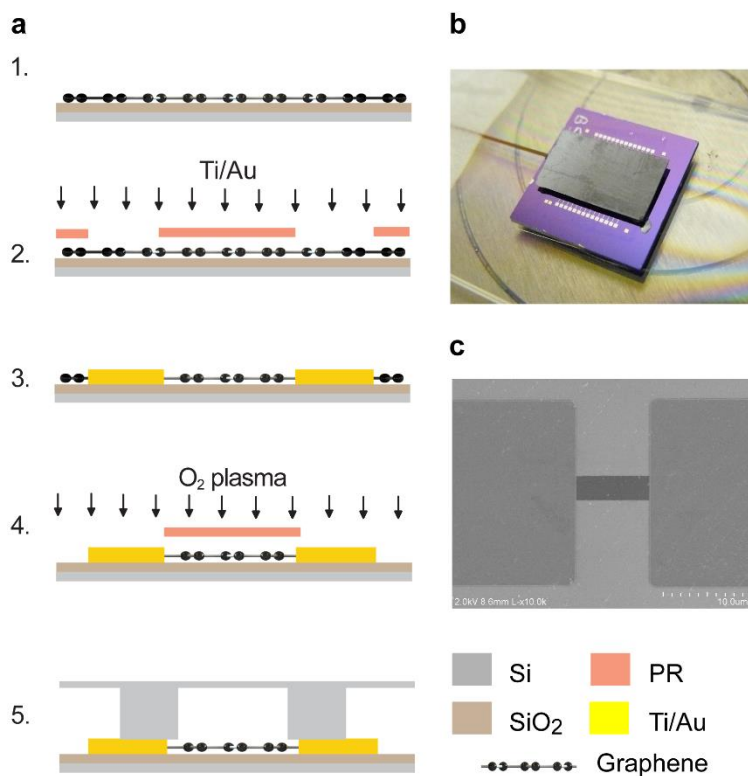 a
1.
Ti/Au
2.
3.
O₂ plasma
4.
5.
b
c
2.0kV 8.6mm L-x10.0k
10.0um
Si
PR
SiO₂
Ti/Au
Graphene